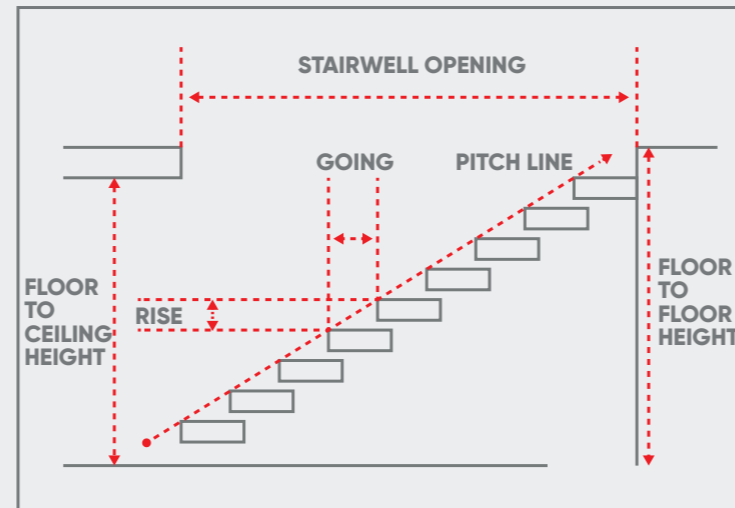 STAIRWELL OPENING
GOING
PITCH LINE
FLOOR
TO
CEILING
HEIGHT
RISE
FLOOR
TO
FLOOR
HEIGHT